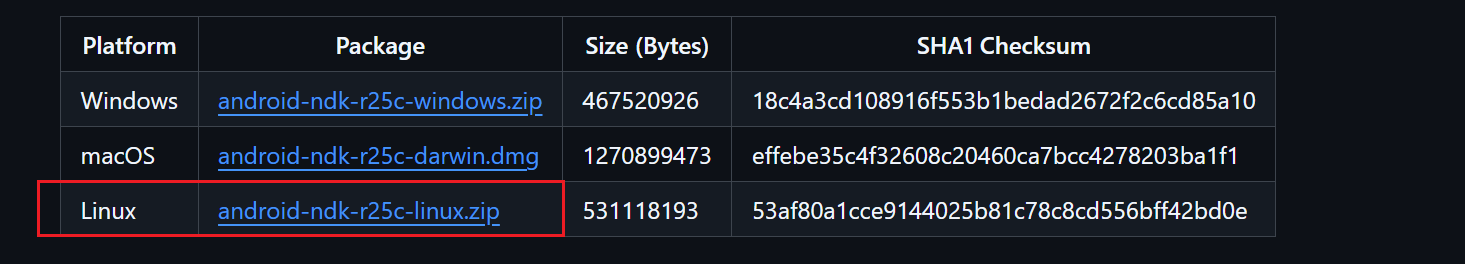 Platform Package Size (Bytes) SHA1 Checksum
Windows android-ndk-r25c-windows.zip 467520926 18c4a3cd108916f553b1bedad2672f2c6cd85a10
macOS android-ndk-r25c-darwin.dmg 1270899473 effebe35c4f32608c20460ca7bcc4278203ba1f1
Linux android-ndk-r25c-linux.zip 531118193 53af80a1cce9144025b81c78c8cd556bff42bd0e